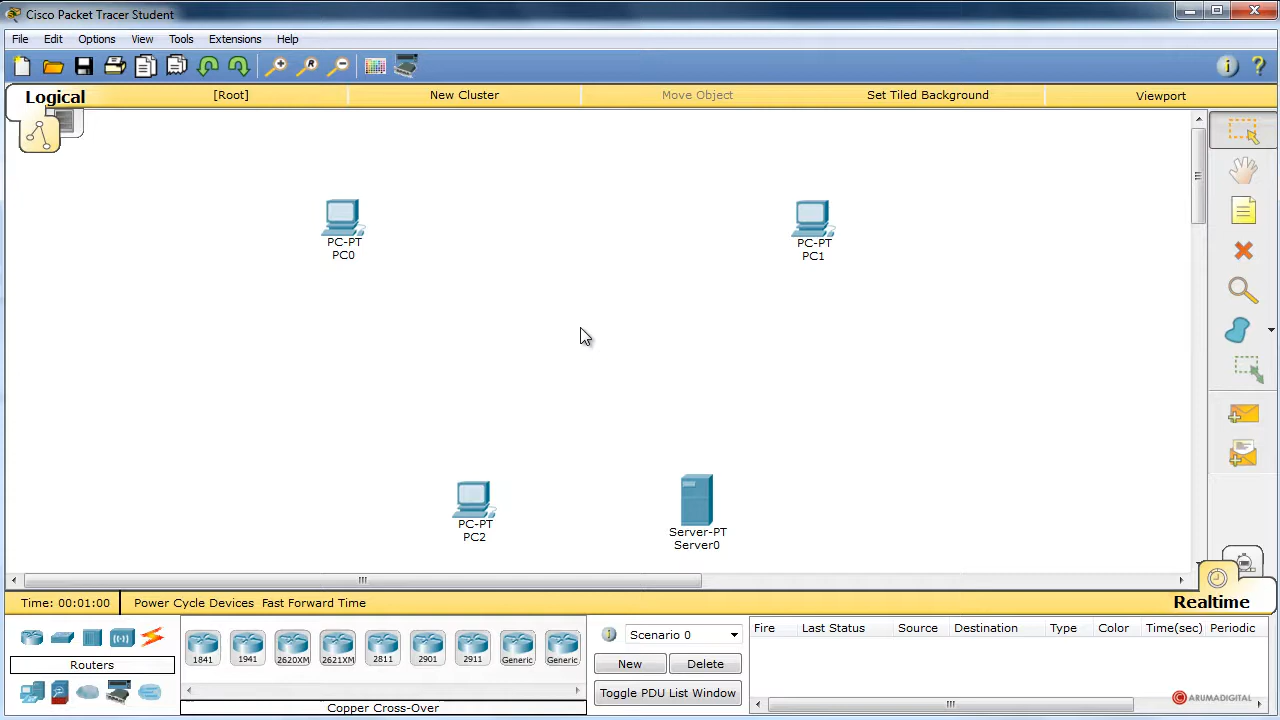 Cisco Packet Tracer Student
File Edit Options View Tools Extensions Help
Logical [Root] New Cluster Move Object Set Tiled Background Viewport
PC-PT
PC0
PC-PT
PC1
PC-PT
PC2
Server-PT
Server0
Time: 00:01:00 Power Cycle Devices Fast Forward Time Realtime
Routers
1841 1941 2620XM 2621XM 2811 2901 2911 Generic Generic
Copper Cross-Over
Scenario 0
New Delete
Toggle PDU List Window
Fire Last Status Source Destination Type Color Time(sec) Periodic
ARUMADIGITAL